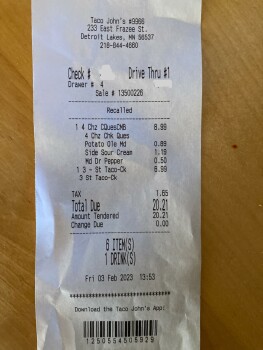 Taco John's #9966
233 East Frazee St.
Detroit Lakes, MN 56537
218-844-4680
Check # Drive Thru #1
Drawer # 4
Sale # 13500226
Recalled
1 4 Chz CQuesCMB 8.99
4 Chz Chk Ques
Potato Ole Md 0.89
Side Sour Cream 1.19
Md Dr Pepper 0.50
1 3 - St Taco-Ck 6.99
3 St Taco-Ck
TAX 1.65
Total Due 20.21
Amount Tendered 20.21
Change Due 0.00
6 ITEM(S)
1 DRINK(S)
Fri 03 Feb 2023 13:53
Download the Taco John's App: